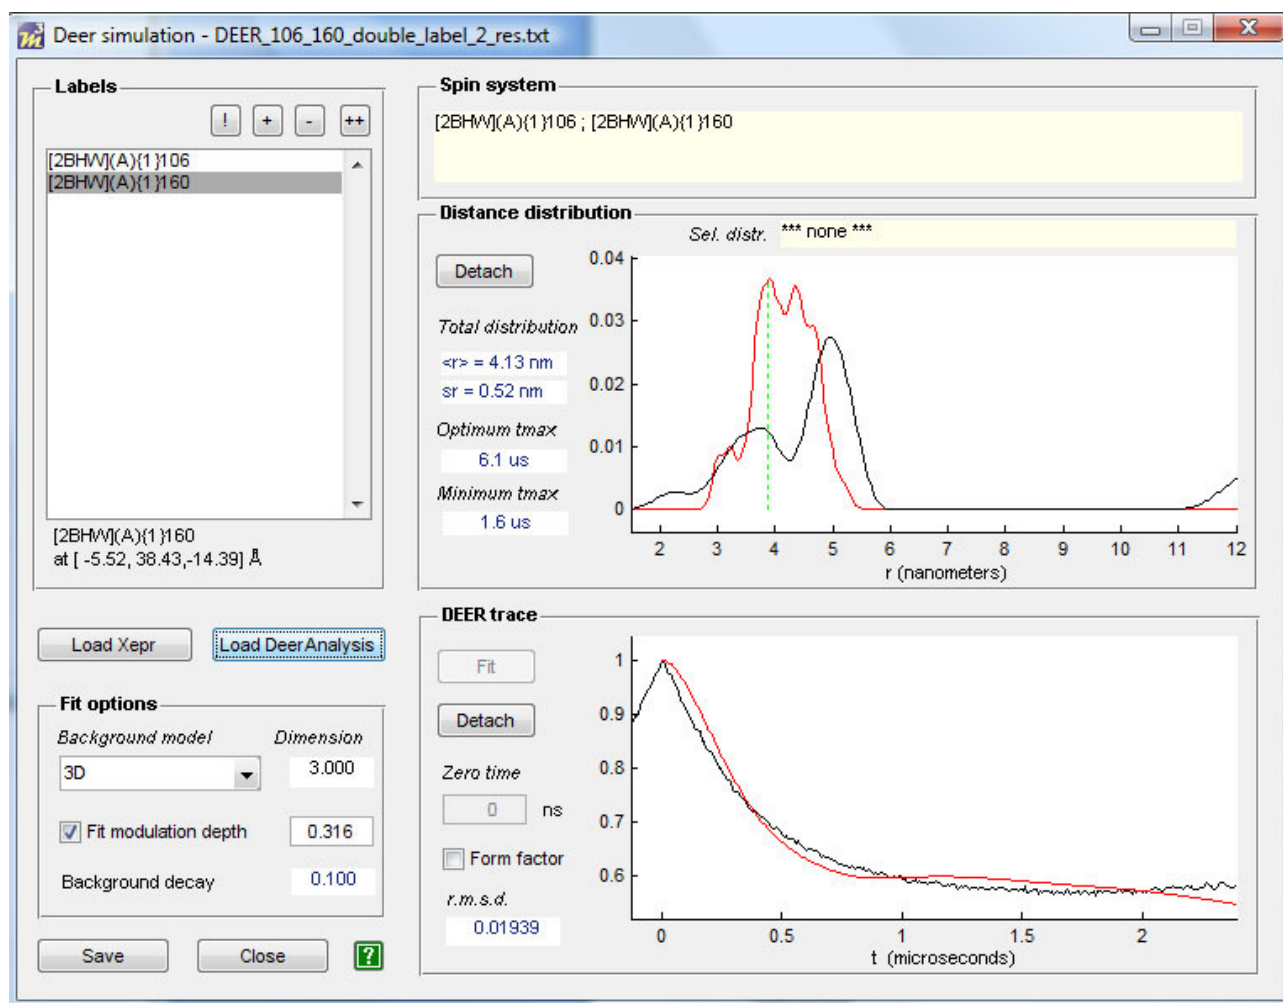 Deer simulation - DEER_106_160_double_label_2_res.txt
Labels
! + - ++
[2BHW](A){1}106
[2BHW](A){1}160
[2BHW](A){1}160
at [ -5.52, 38.43,-14.39] Å
Load Xepr
Load DeerAnalysis
Fit options
Background model Dimension
3D 3.000
Fit modulation depth 0.316
Background decay 0.100
Save Close ?
Spin system
[2BHW](A){1}106 ; [2BHW](A){1}160
Distance distribution
Sel. distr. *** none ***
Detach
Total distribution
<r> = 4.13 nm
sr = 0.52 nm
Optimum tmax
6.1 us
Minimum tmax
1.6 us
0.04
0.03
0.02
0.01
0
2 3 4 5 6 7 8 9 10 11 12
r (nanometers)
DEER trace
Fit
Detach
Zero time
0 ns
Form factor
r.m.s.d.
0.01939
1
0.9
0.8
0.7
0.6
0 0.5 1 1.5 2
t (microseconds)